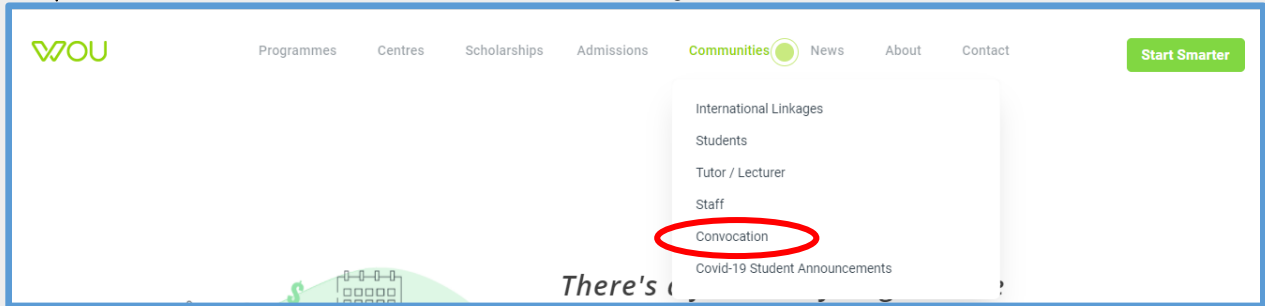 WOU
Programmes Centres Scholarships Admissions Communities News About Contact
Start Smarter
International Linkages
Students
Tutor / Lecturer
Staff
Convocation
Covid-19 Student Announcements
There's